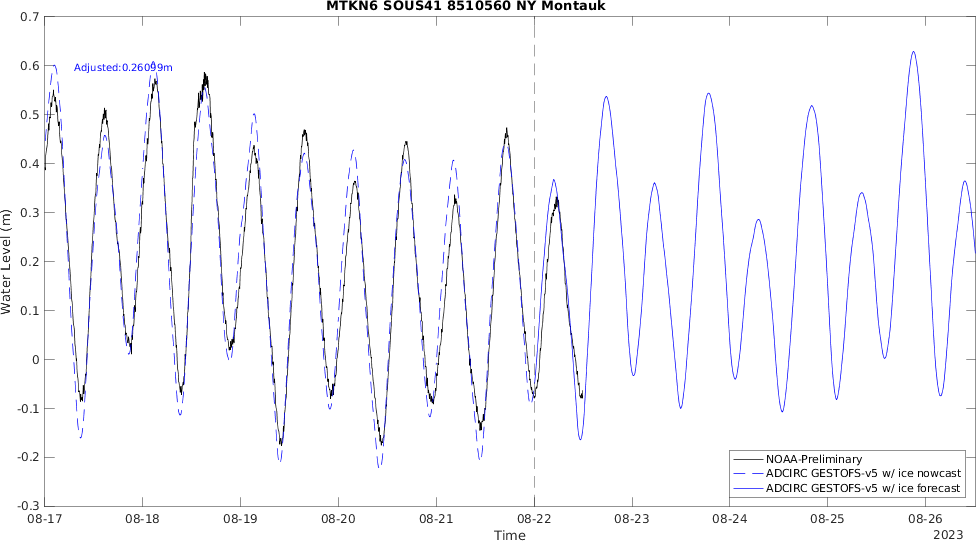 MTKN6 SOUS41 8510560 NY Montauk
0.7
0.6
0.5
0.4
0.3
0.2
0.1
0
-0.1
-0.2
-0.3
Water Level (m)
Adjusted:0.26099m
NOAA-Preliminary
ADCIRC GESTOFS-v5 w/ ice nowcast
ADCIRC GESTOFS-v5 w/ ice forecast
08-17 08-18 08-19 08-20 08-21 08-22 08-23 08-24 08-25 08-26
Time
2023